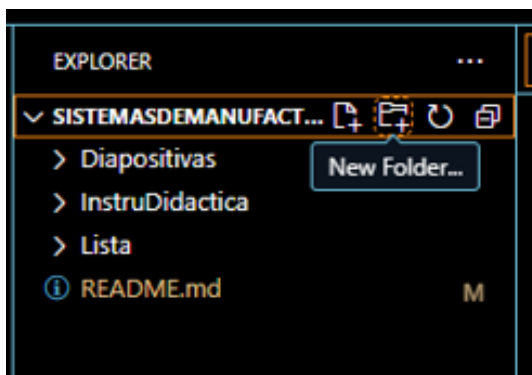 EXPLORER ...
SISTEMASDEMANUFACT...
Diapositivas
New Folder...
InstruDidactica
Lista
README.md M